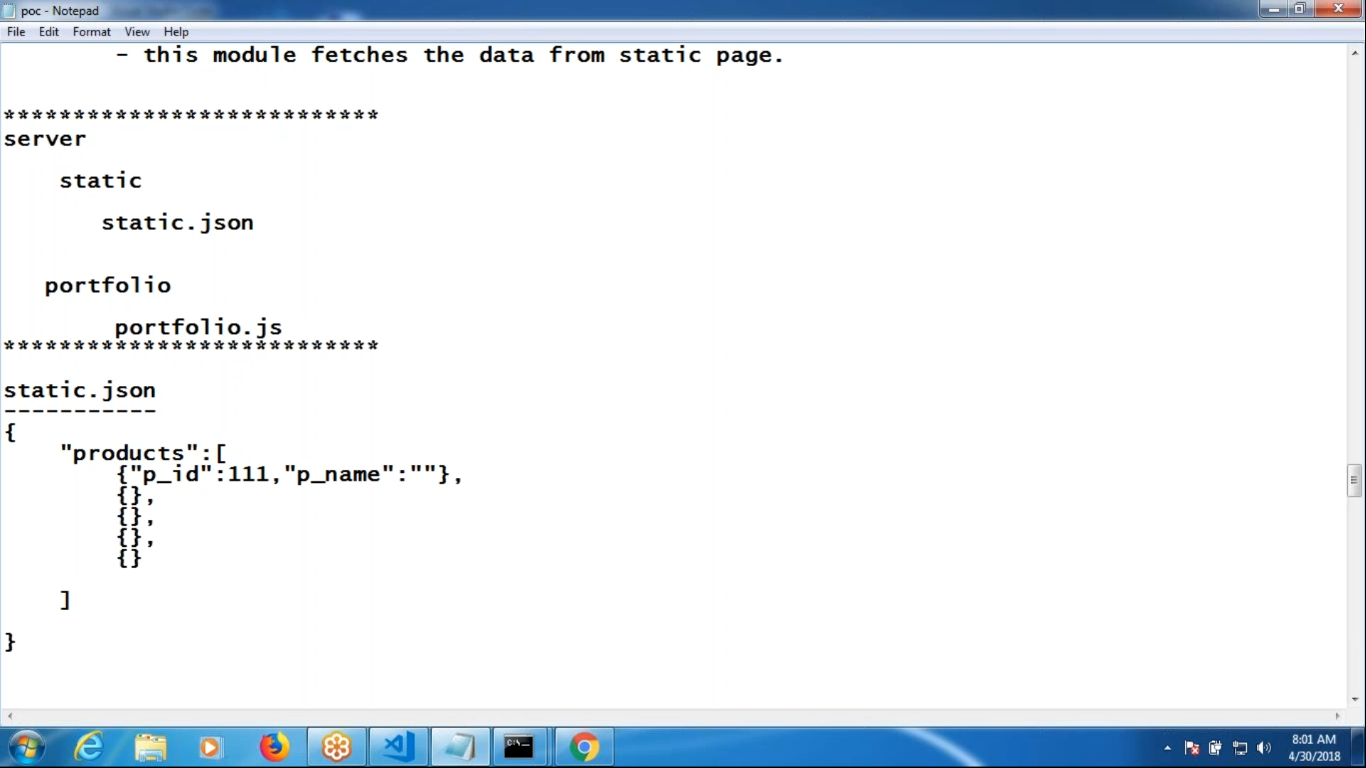 poc - Notepad
File Edit Format View Help
- this module fetches the data from static page.
***************************
server
static
static.json
portfolio
portfolio.js
***************************
static.json
-----------
{
"products":[
{"p_id":111,"p_name":""},
{},
{},
{},
{}
]
}
8:01 AM
4/30/2018